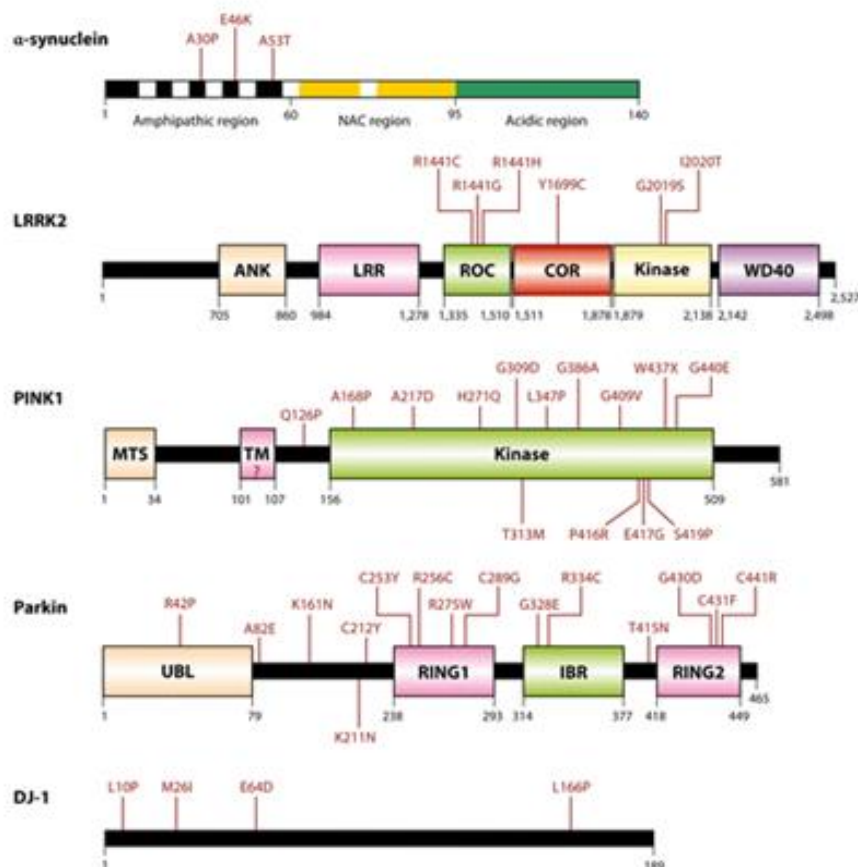 α-synuclein
E46K
A30P A53T
1 60 95 140
Amphipathic region NAC region Acidic region
LRRK2
R1441C R1441H I2020T
R1441G Y1699C G2019S
ANK LRR ROC COR Kinase WD40
1 2,527
705 860 984 1,278 1,335 1,510 1,511 1,878 1,879 2,138 2,142 2,498
PINK1
G309D G386A W437X G440E
A168P A217D H271Q L347P G409V
Q126P
MTS TM Kinase
?
581
1 34 101 107 156 509
T313M P416R E417G S419P
Parkin
C253Y R256C C289G R334C G430D C441R
R42P K161N R275W G328E C431F
A82E C212Y T415N
UBL RING1 IBR RING2
465
1 79 238 293 314 377 418 449
K211N
DJ-1
L10P M26I E64D L166P
1 189